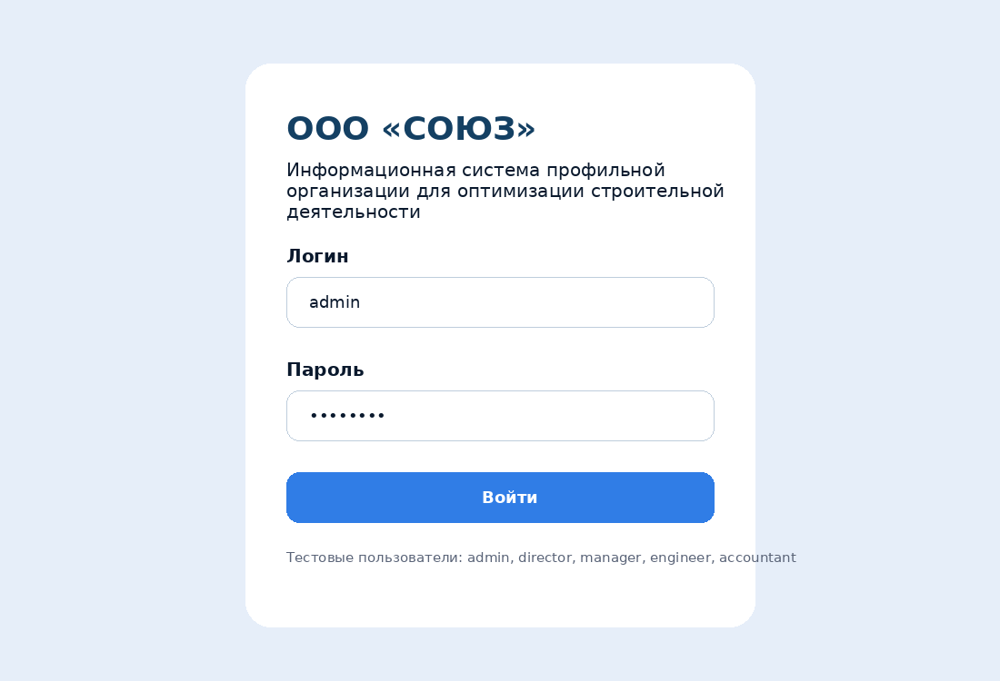 ООО «СОЮЗ»
Информационная система профильной
организации для оптимизации строительной
деятельности
Логин
admin
Пароль
••••••••
Войти
Тестовые пользователи: admin, director, manager, engineer, accountant